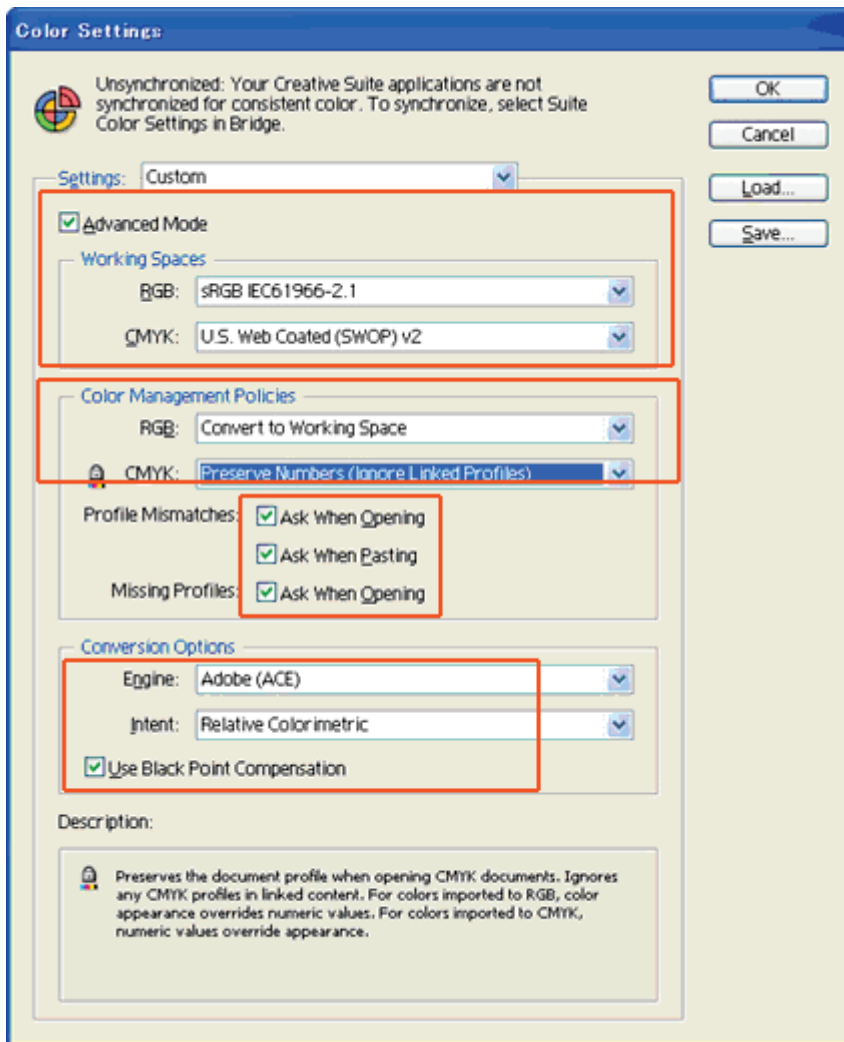 Color Settings
Unsynchronized: Your Creative Suite applications are not
synchronized for consistent color. To synchronize, select Suite
Color Settings in Bridge.
OK
Cancel
Load...
Save...
Settings: Custom
Advanced Mode
Working Spaces
RGB: sRGB IEC61966-2.1
CMYK: U.S. Web Coated (SWOP) v2
Color Management Policies
RGB: Convert to Working Space
CMYK: Preserve Numbers (Ignore Linked Profiles)
Profile Mismatches: Ask When Opening
Ask When Pasting
Missing Profiles: Ask When Opening
Conversion Options
Engine: Adobe (ACE)
Intent: Relative Colorimetric
Use Black Point Compensation
Description:
Preserves the document profile when opening CMYK documents. Ignores
any CMYK profiles in linked content. For colors imported to RGB, color
appearance overrides numeric values. For colors imported to CMYK,
numeric values override appearance.